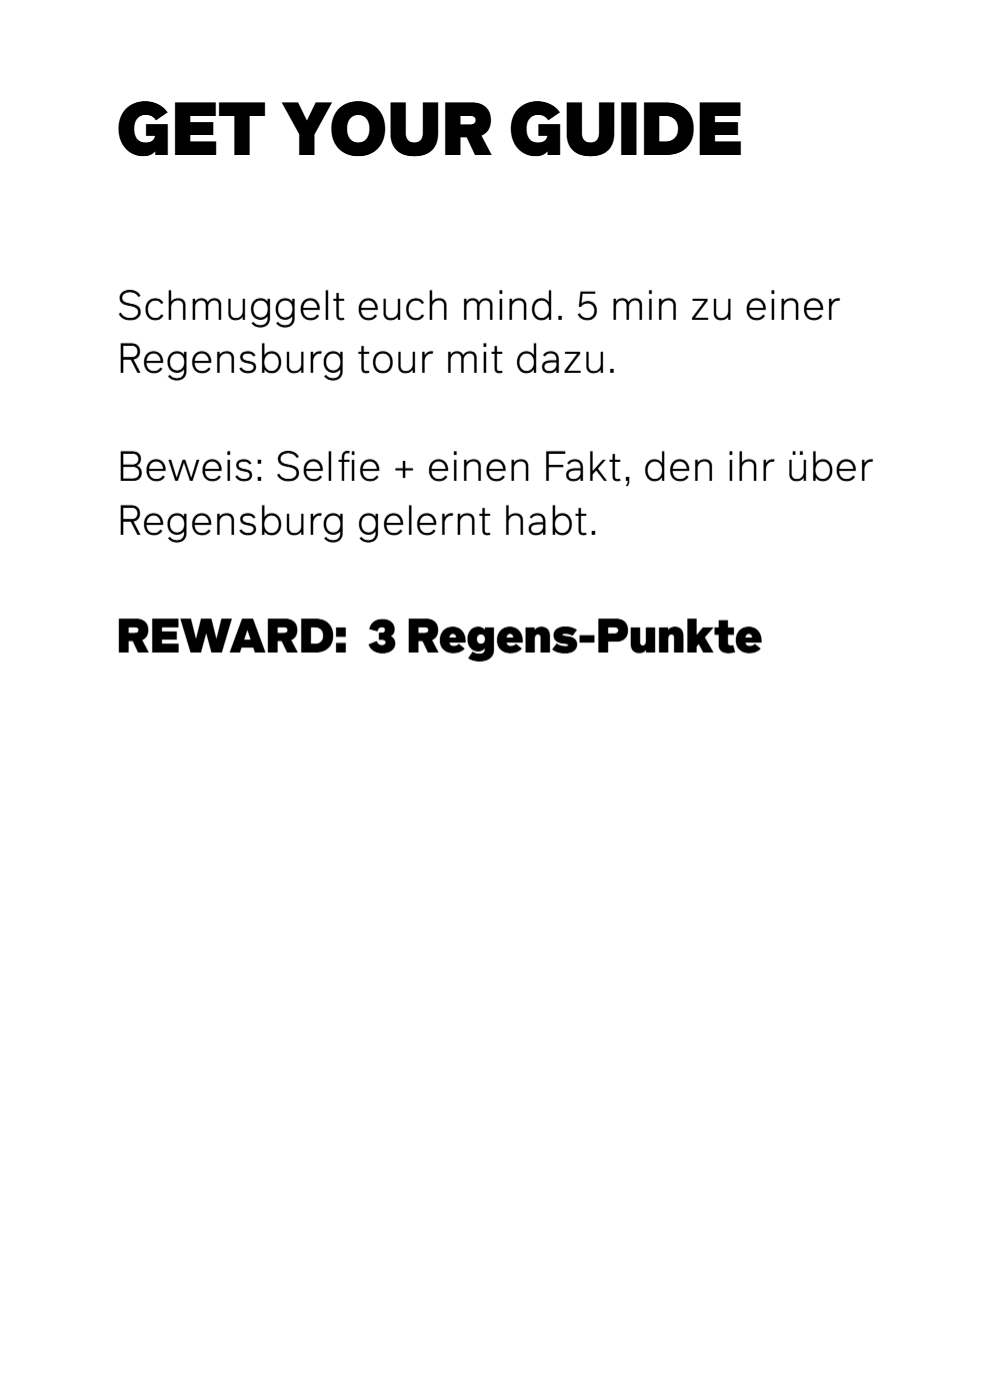 GET YOUR GUIDE
Schmuggelt euch mind. 5 min zu einer
Regensburg tour mit dazu.
Beweis: Selfie + einen Fakt, den ihr über
Regensburg gelernt habt.
REWARD: 3 Regens-Punkte